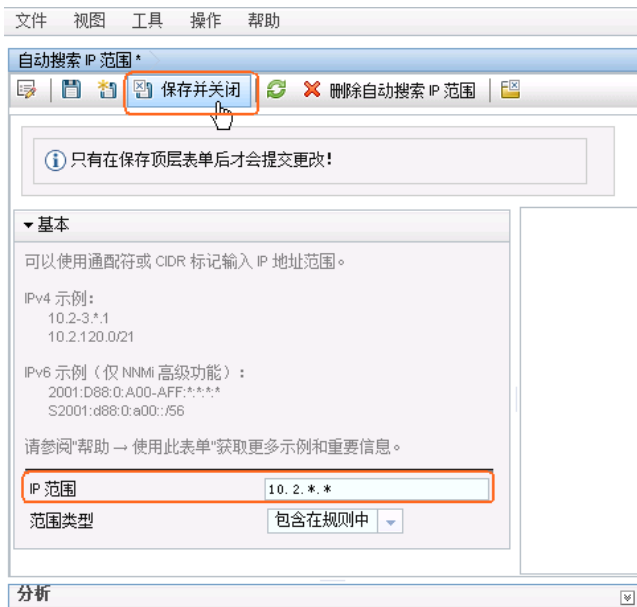 文件 视图 工具 操作 帮助
自动搜索 IP 范围 *
保存并关闭 删除自动搜索 IP 范围
只有在保存顶层表单后才会提交更改!
基本
可以使用通配符或 CIDR 标记输入 IP 地址范围。
IPv4 示例:
10.2-3.*.1
10.2.120.0/21
IPv6 示例（仅 NNMi 高级功能）:
2001:D88:0:A00-AFF:*:*:*:*
S2001:d88:0:a00::/56
请参阅"帮助 → 使用此表单"获取更多示例和重要信息。
IP 范围 10.2.*.*
范围类型 包含在规则中
分析